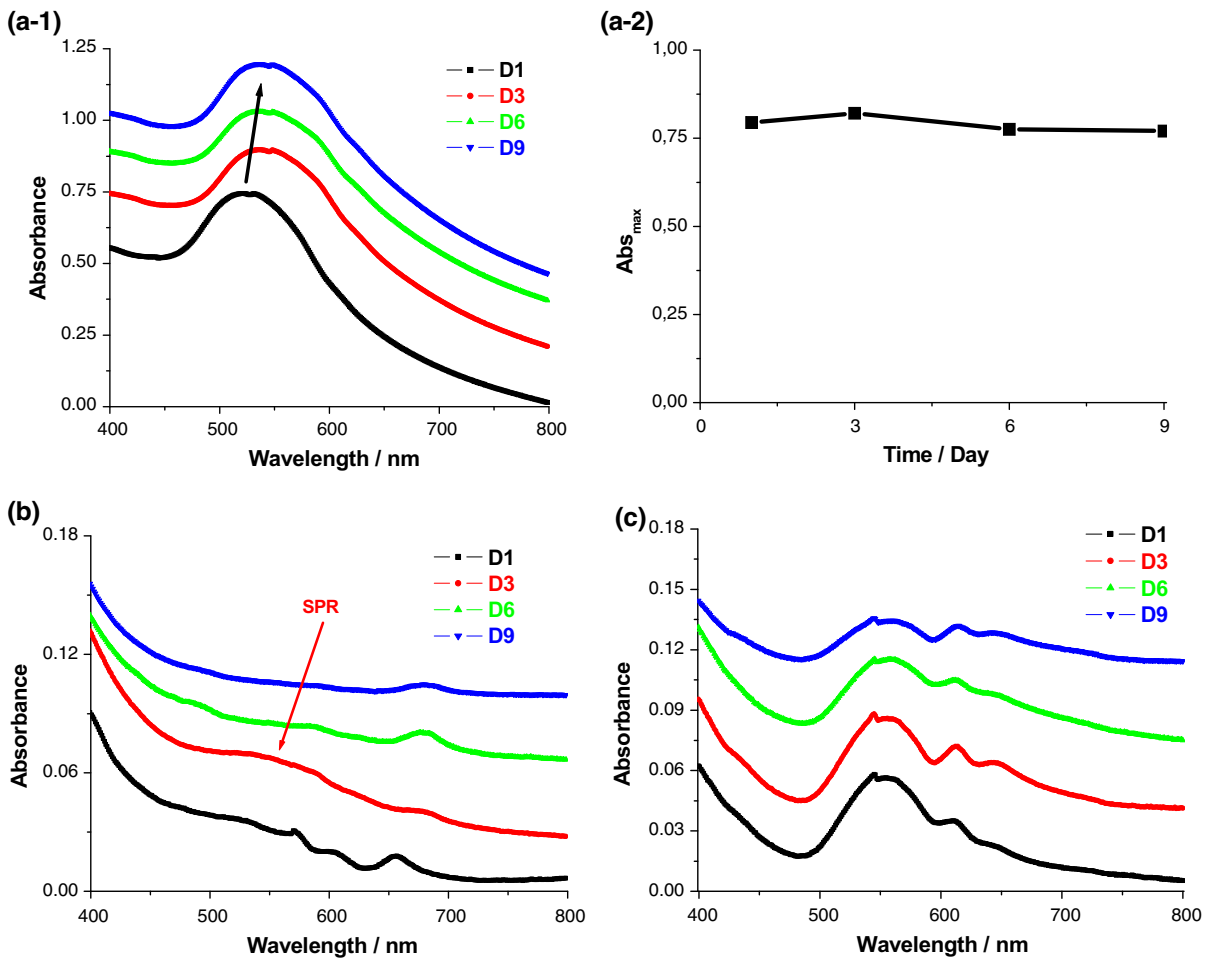 (a-1)
1.25
1.00
0.75
0.50
0.25
0.00
Absorbance
400 500 600 700 800
Wavelength / nm
D1
D3
D6
D9
(a-2)
1,00
0,75
0,50
0,25
0,00
Abs max
0 3 6 9
Time / Day
(b)
0.18
0.12
0.06
0.00
Absorbance
400 500 600 700 800
Wavelength / nm
D1
D3
D6
D9
SPR
(c)
0.18
0.15
0.12
0.09
0.06
0.03
0.00
Absorbance
400 500 600 700 800
Wavelength / nm
D1
D3
D6
D9